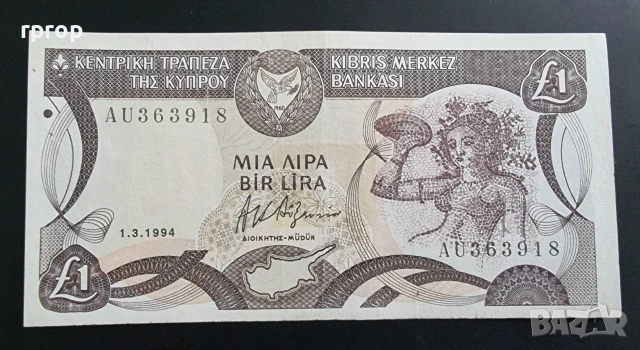 rprop
ΚΕΝΤΡΙΚΗ ΤΡΑΠΕΖΑ
ΤΗΣ ΚΥΠΡΟΥ
KIBRIS MERKEZ
BANKASI
£1
1960
AU363918
ΜΙΑ ΛΙΡΑ
BİR LİRA
1.3.1994
ΔΙΟΙΚΗΤΗΣ-MÜDÜR
AU363918
£1
BAZAR